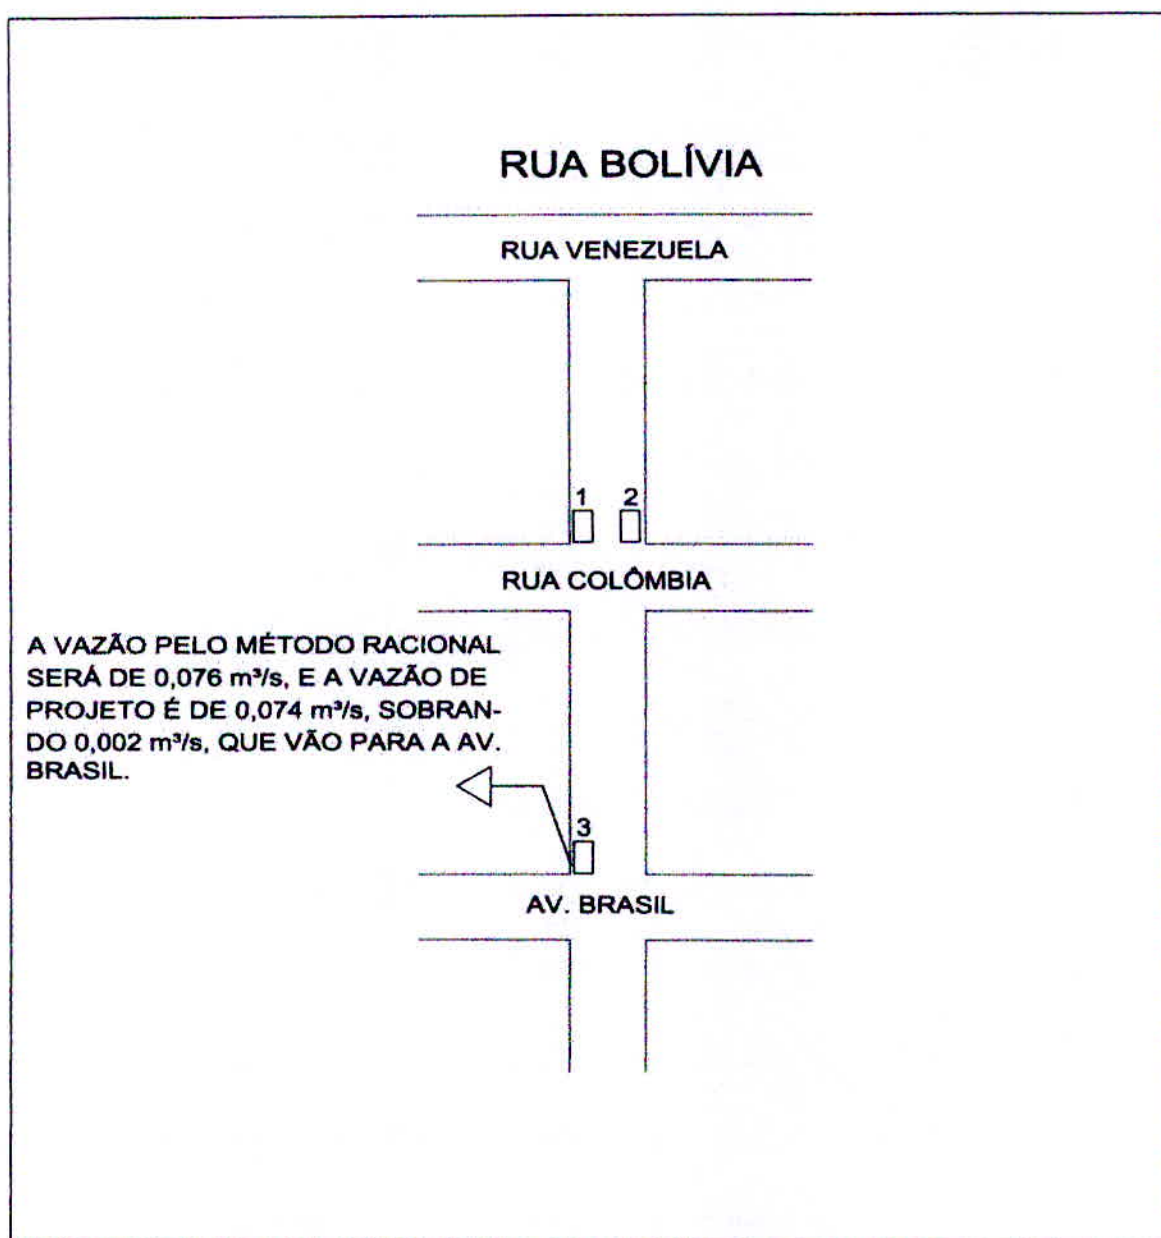 RUA BOLÍVIA
RUA VENEZUELA
1 2
RUA COLÔMBIA
A VAZÃO PELO MÉTODO RACIONAL
SERÁ DE 0,076 m³/s, E A VAZÃO DE
PROJETO É DE 0,074 m³/s, SOBRAN-
DO 0,002 m³/s, QUE VÃO PARA A AV.
BRASIL.
3
AV. BRASIL